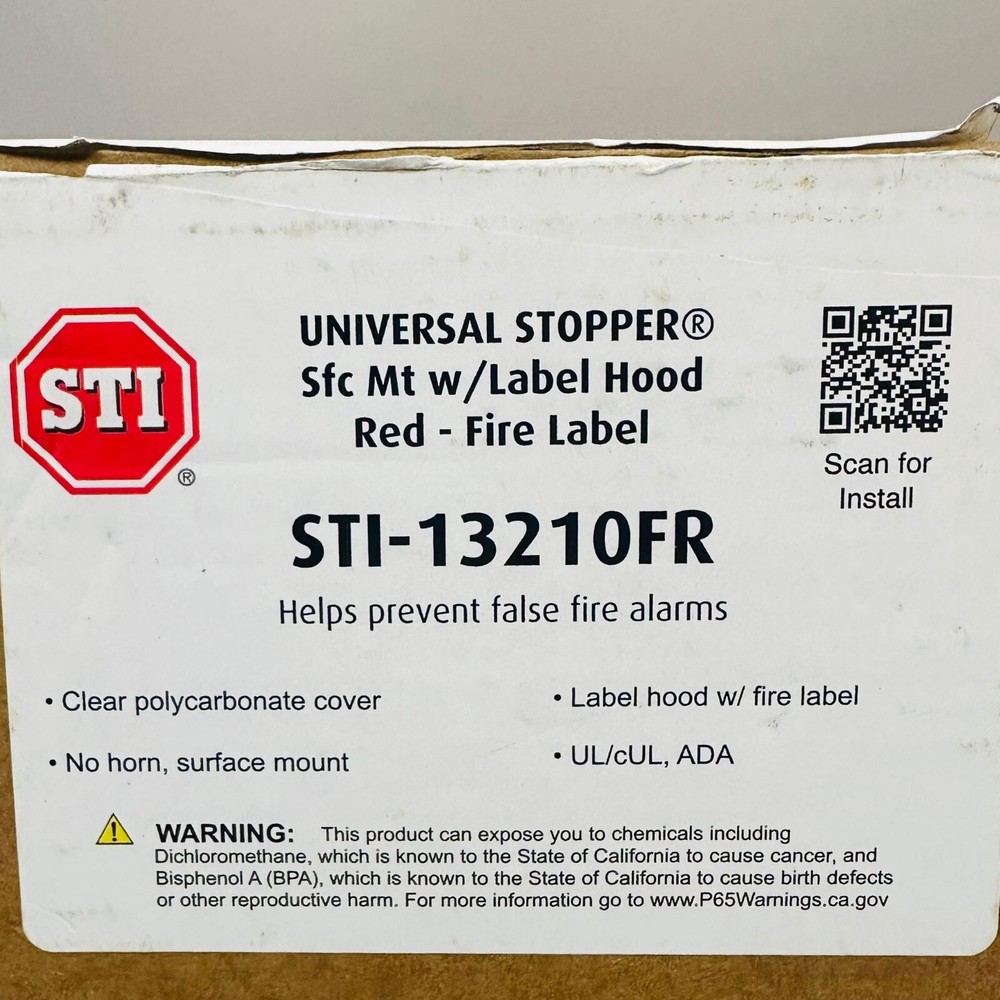 STI
®
UNIVERSAL STOPPER®
Sfc Mt w/Label Hood
Red - Fire Label
Scan for
Install
STI-13210FR
Helps prevent false fire alarms
• Clear polycarbonate cover
• No horn, surface mount
• Label hood w/ fire label
• UL/cUL, ADA
WARNING: This product can expose you to chemicals including
Dichloromethane, which is known to the State of California to cause cancer, and
Bisphenol A (BPA), which is known to the State of California to cause birth defects
or other reproductive harm. For more information go to www.P65Warnings.ca.gov